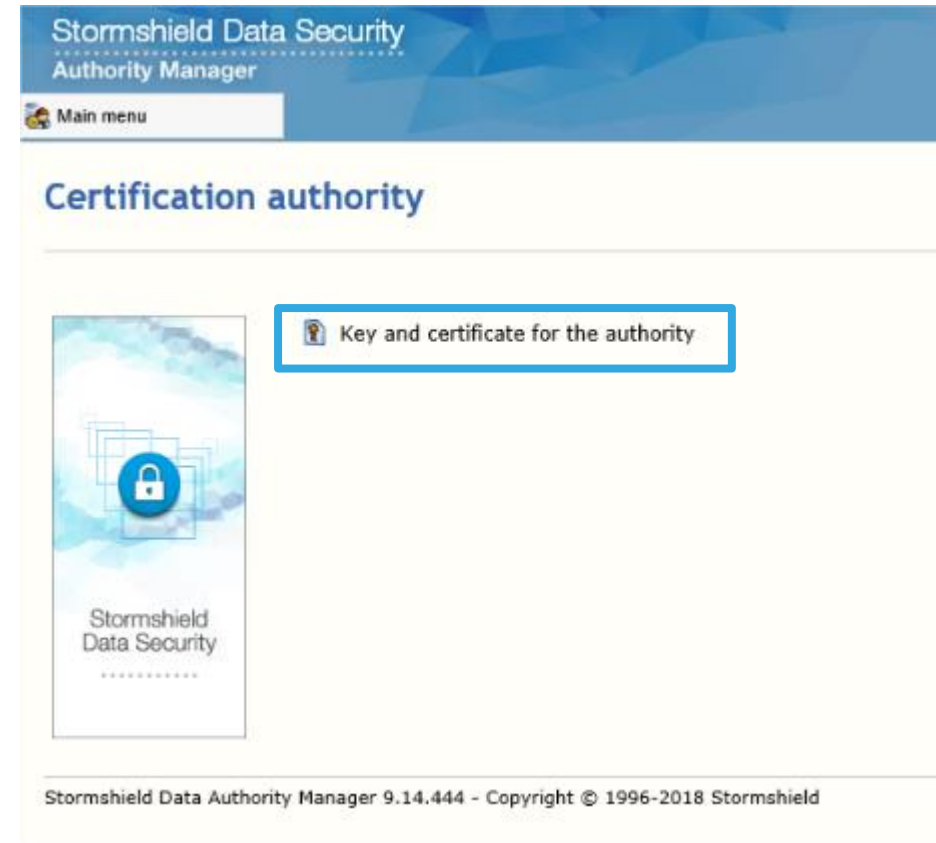 Stormshield Data Security
Authority Manager
Main menu
Certification authority
Key and certificate for the authority
Stormshield
Data Security
Stormshield Data Authority Manager 9.14.444 - Copyright © 1996-2018 Stormshield